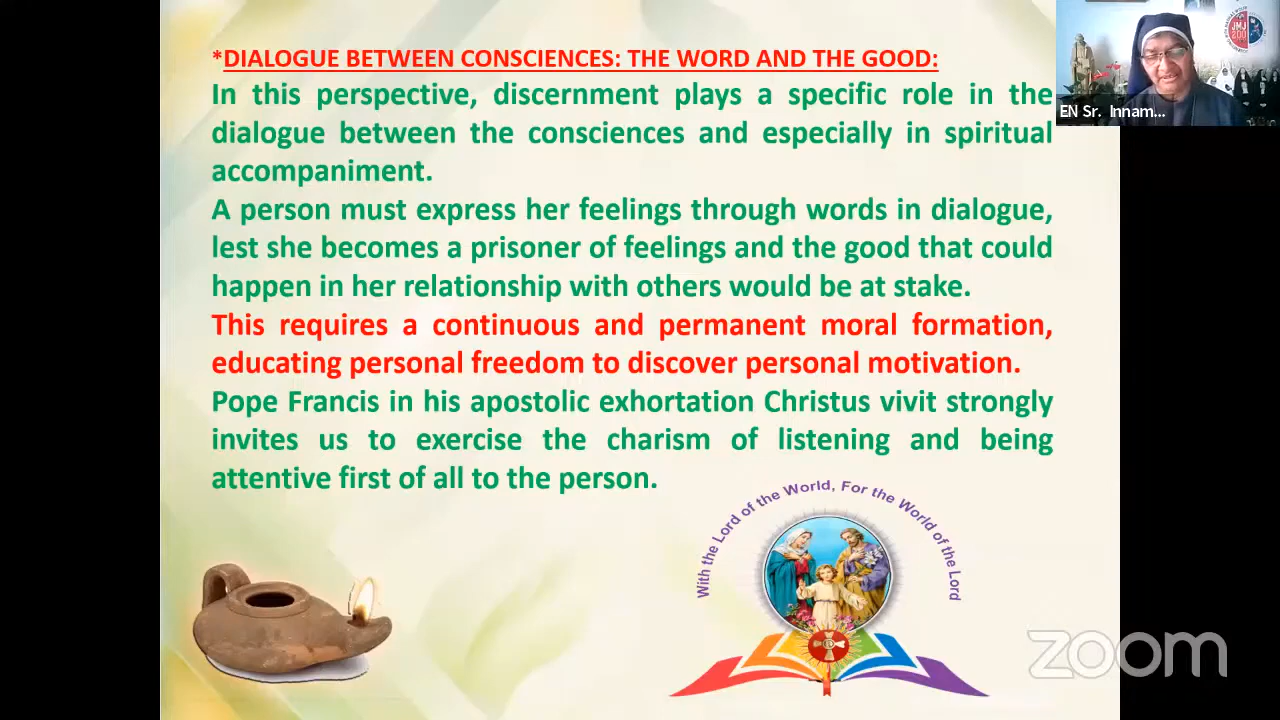 *DIALOGUE BETWEEN CONSCIENCES: THE WORD AND THE GOOD:
In this perspective, discernment plays a specific role in the
dialogue between the consciences and especially in spiritual
accompaniment.
A person must express her feelings through words in dialogue,
lest she becomes a prisoner of feelings and the good that could
happen in her relationship with others would be at stake.
This requires a continuous and permanent moral formation,
educating personal freedom to discover personal motivation.
Pope Francis in his apostolic exhortation Christus vivit strongly
invites us to exercise the charism of listening and being
attentive first of all to the person.
With the Lord of the World, For the World of the Lord
JMJ
200
EN Sr. Innam...
zoom